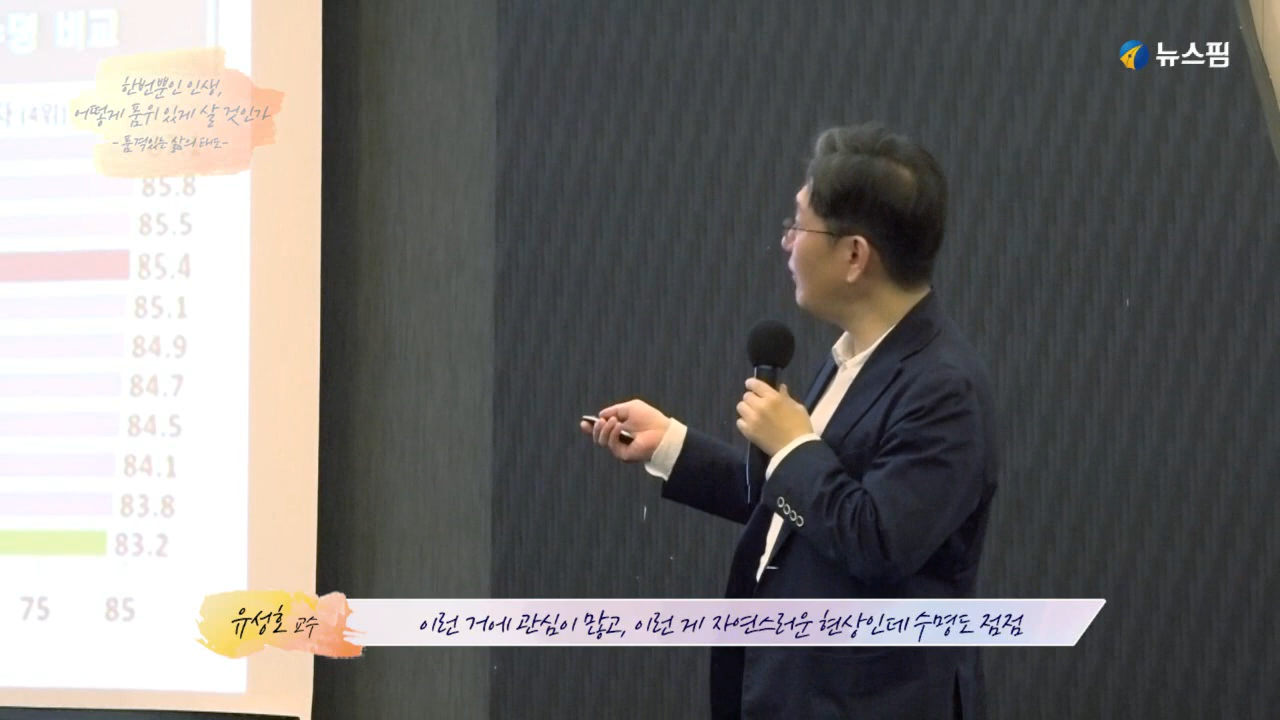 뉴스핌
비교
한번뿐인 인생,
어떻게 품위 있게 살 것인가
-품격있는 삶의 태도-
(4위)
85.8
85.5
85.4
85.1
84.9
84.7
84.5
84.1
83.8
83.2
75 85
유성호 교수
이런 거에 관심이 많고, 이런 게 자연스러운 현상인데 수명도 점점